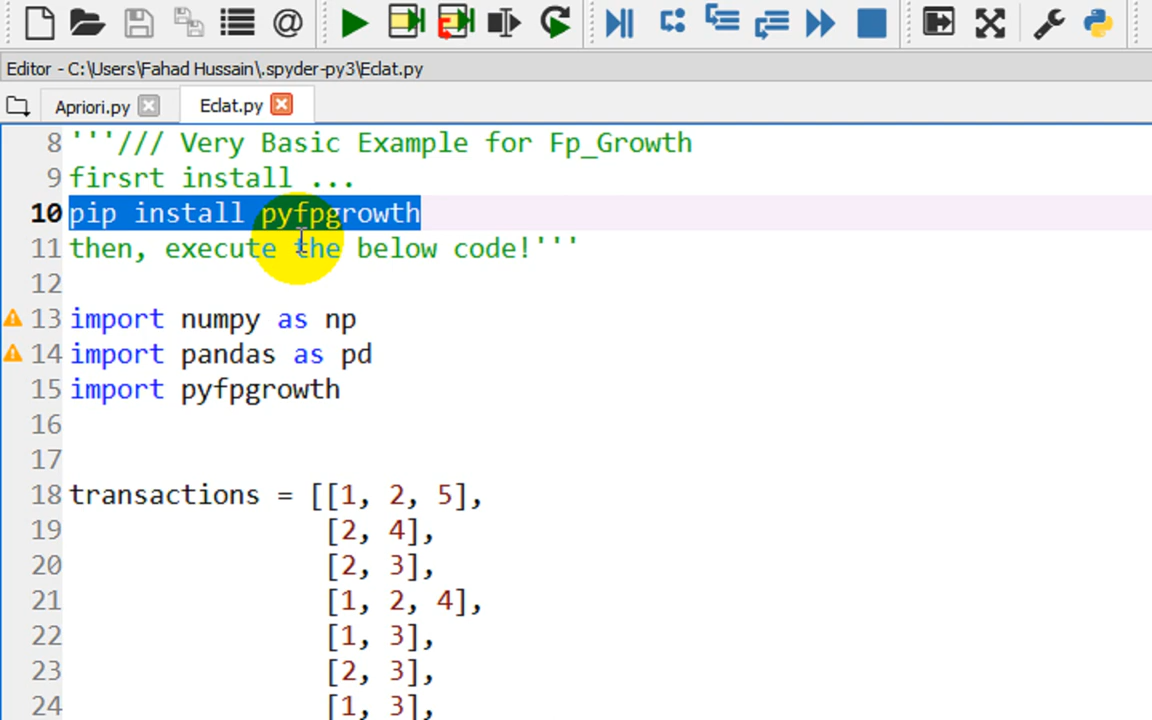 Editor - C:\Users\Fahad Hussain\.spyder-py3\Eclat.py
Apriori.py Eclat.py
8 '''/// Very Basic Example for Fp_Growth
9 firsrt install ...
10 pip install pyfpgrowth
11 then, execute the below code!'''
12
13 import numpy as np
14 import pandas as pd
15 import pyfpgrowth
16
17
18 transactions = [[1, 2, 5],
19 [2, 4],
20 [2, 3],
21 [1, 2, 4],
22 [1, 3],
23 [2, 3],
24 [1, 3],